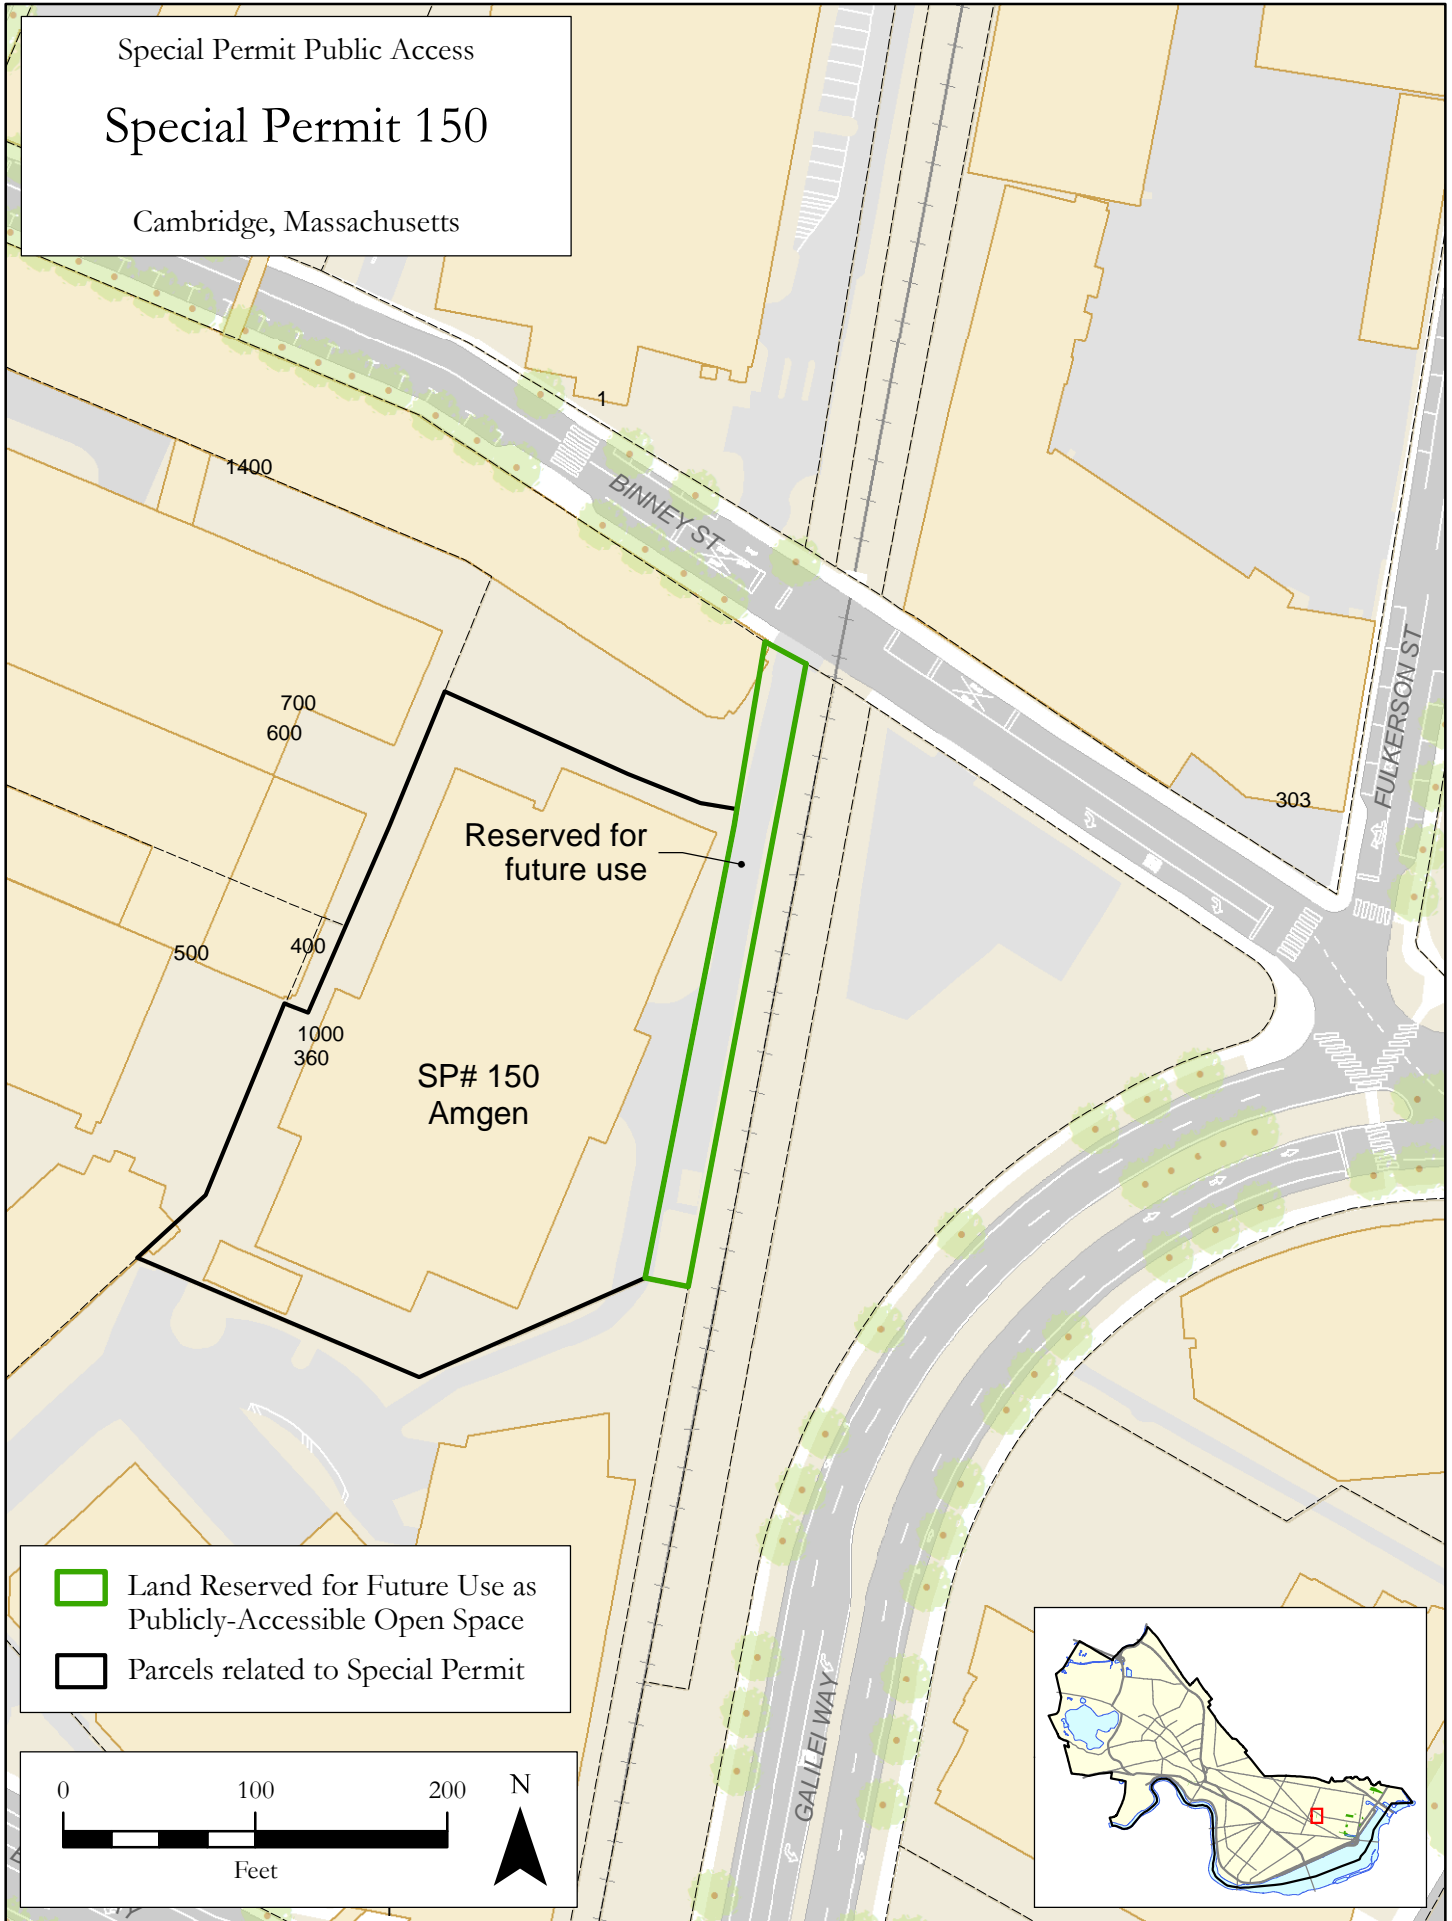 Special Permit Public Access
Special Permit 150
Cambridge, Massachusetts
1
1400
BINNEY ST
FULKERSON ST
700
600
303
Reserved for
future use
500
400
1000
360
SP# 150
Amgen
Land Reserved for Future Use as
Publicly-Accessible Open Space
Parcels related to Special Permit
GALILEI WAY
0 100 200
Feet
N